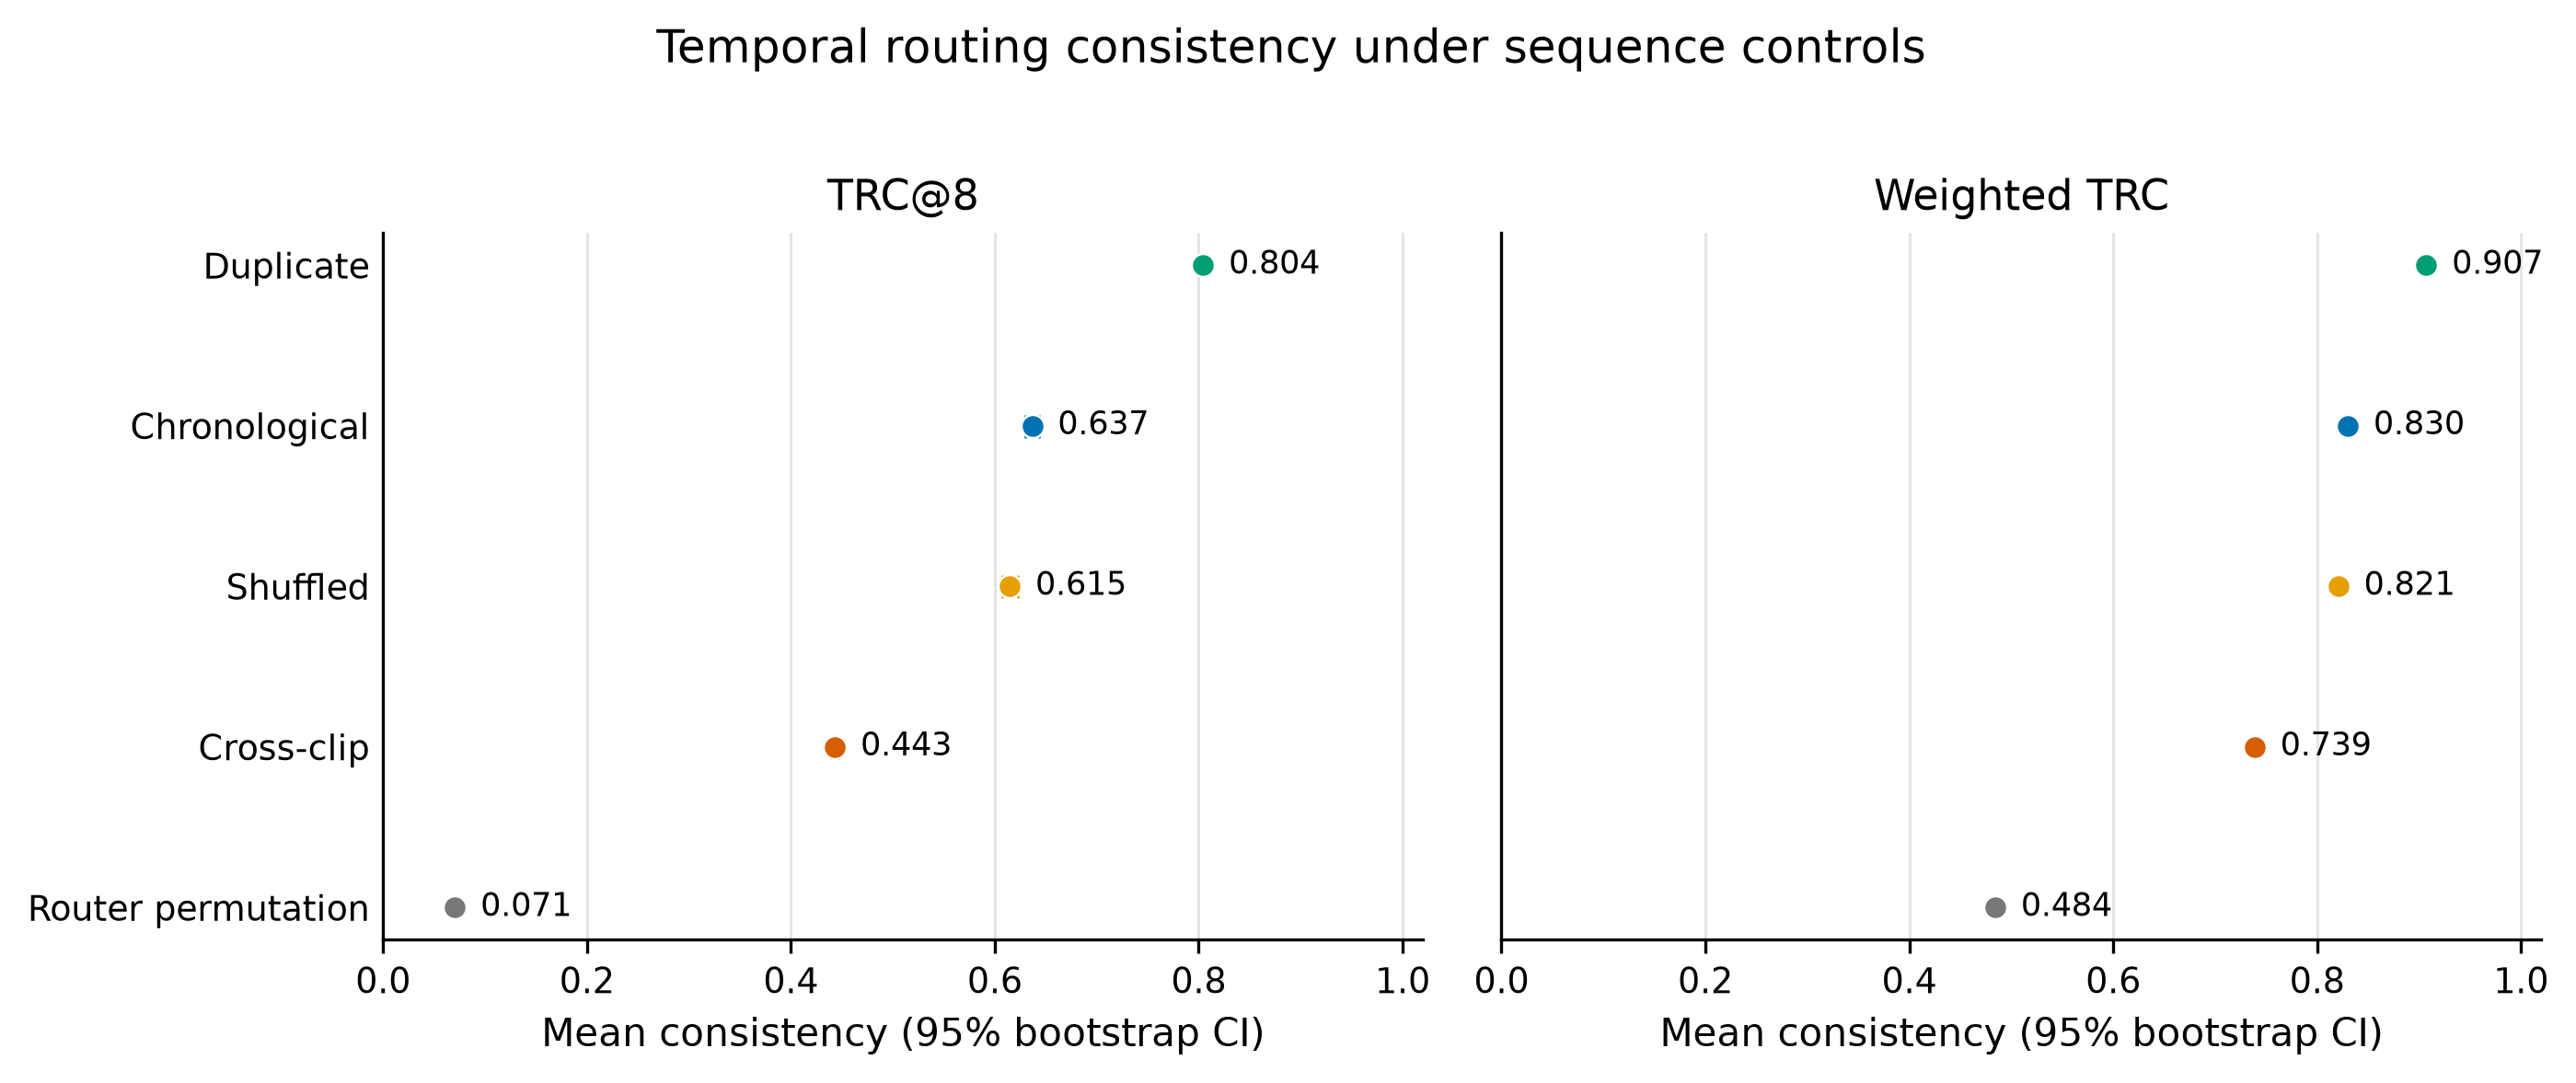 Temporal routing consistency under sequence controls
TRC@8
Duplicate
0.804
Chronological
0.637
Shuffled
0.615
Cross-clip
0.443
Router permutation
0.071
0.0 0.2 0.4 0.6 0.8 1.0
Mean consistency (95% bootstrap CI)
Weighted TRC
0.907
0.830
0.821
0.739
0.484
0.0 0.2 0.4 0.6 0.8 1.0
Mean consistency (95% bootstrap CI)